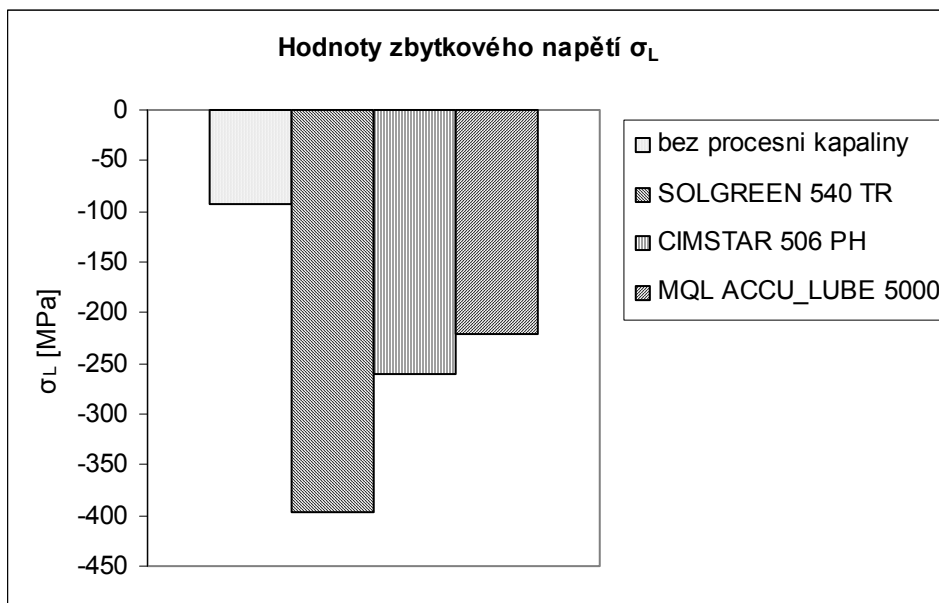 Hodnoty zbytkového napětí σL
0
-50
-100
-150
-200
-250
-300
-350
-400
-450
σL [MPa]
bez procesni kapaliny
SOLGREEN 540 TR
CIMSTAR 506 PH
MQL ACCU_LUBE 5000